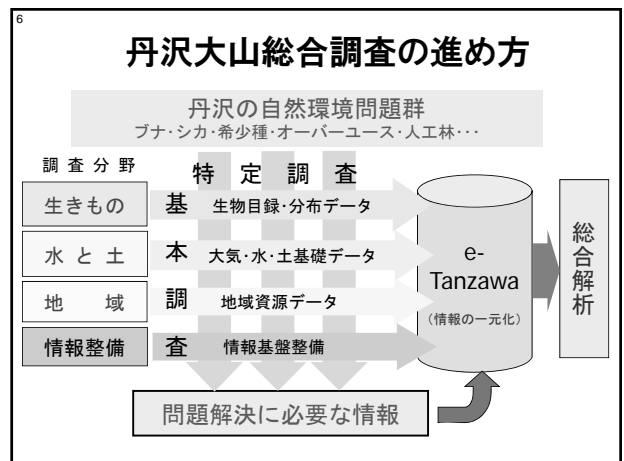 6
丹沢大山総合調査の進め方
丹沢の自然環境問題群
ブナ・シカ・希少種・オーバーユース・人工林・・・
調査分野
特定調査
生きもの
基 生物目録・分布データ
水と土
本 大気・水・土基礎データ
地域
調 地域資源データ
情報整備
査 情報基盤整備
e-
Tanzawa
(情報の一元化)
総合解析
問題解決に必要な情報